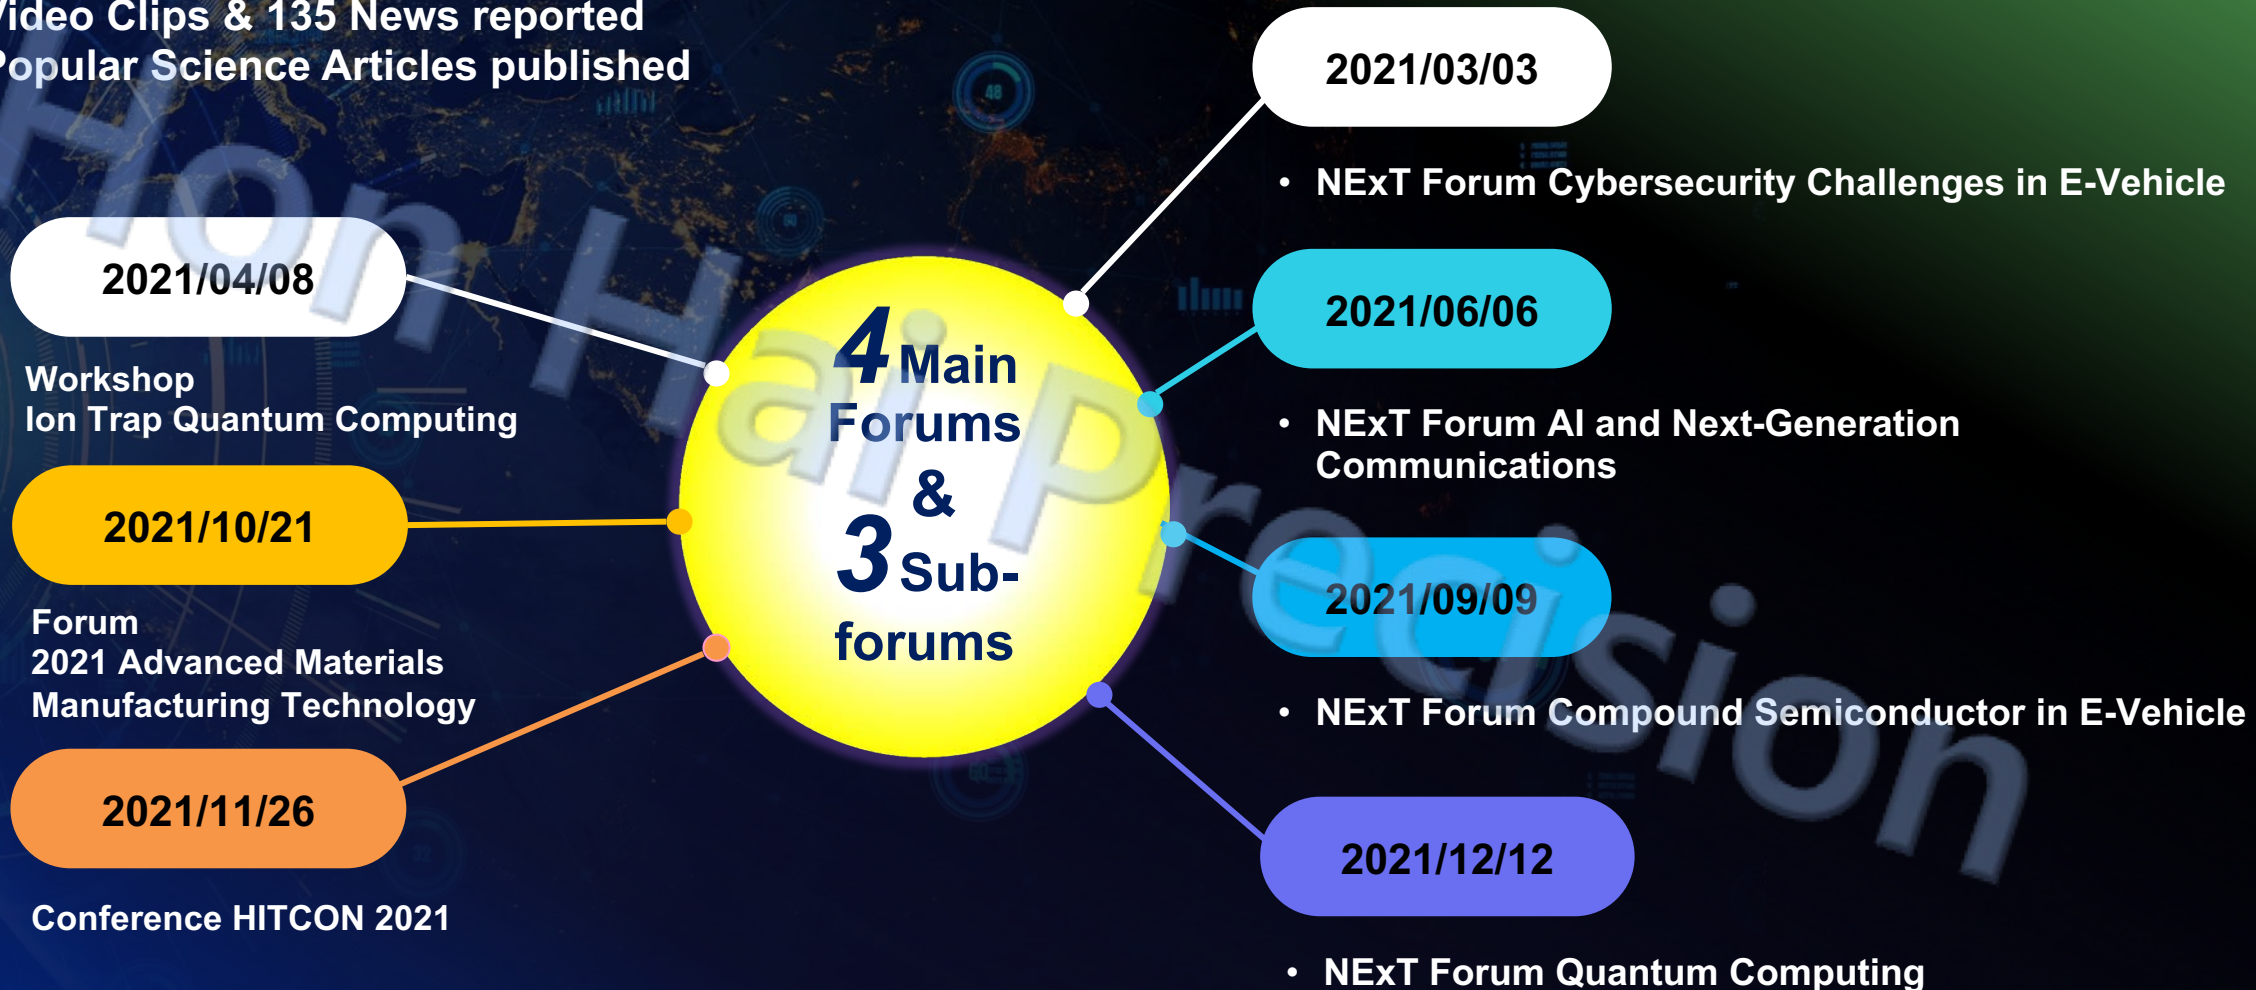 Video Clips & 135 News reported
Popular Science Articles published
2021/04/08
Workshop
Ion Trap Quantum Computing
2021/10/21
Forum
2021 Advanced Materials
Manufacturing Technology
2021/11/26
Conference HITCON 2021
4 Main
Forums
&
3 Sub-
forums
2021/03/03
• NExT Forum Cybersecurity Challenges in E-Vehicle
2021/06/06
• NExT Forum AI and Next-Generation
Communications
2021/09/09
• NExT Forum Compound Semiconductor in E-Vehicle
2021/12/12
• NExT Forum Quantum Computing
Hon Hai Precision
48